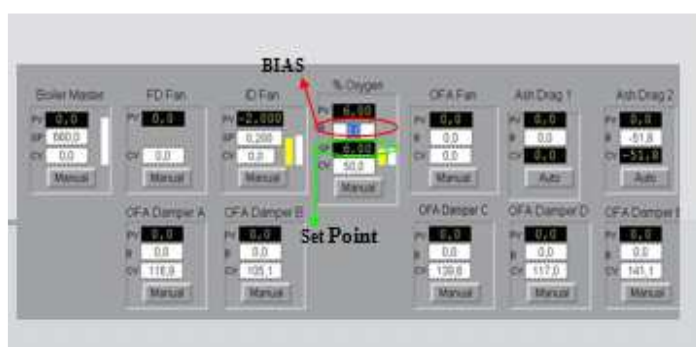 BIAS
Boiler Master FD Fan ID Fan % Oxygen OFA Fan Ash Drag 1 Ash Drag 2
PV 0,0 PV 0,0 PV -2,000 PV 6.00 PV 0,0 PV 0,0 PV 0,0
SP 660,0 SP 0,200 B B 0,0 B 0,0 B -51,8
CV 0,0 0,0 CV 0,0 SP 6.00 CV 0,0 CV 0,0 CV -51,8
CV 50,0
Manual Manual Manual Manual Manual Auto Auto
OFA Damper A OFA Damper B Set Point OFA Damper C OFA Damper D OFA Damper
PV 0,0 PV 0,0 PV 0,0 PV 0,0 PV 0,0
B 0,0 B 0,0 B 0,0 B 0,0 B 0,0
CV 116,9 CV 105,1 CV 139,6 CV 117,0 CV 141,1
Manual Manual Manual Manual Manual